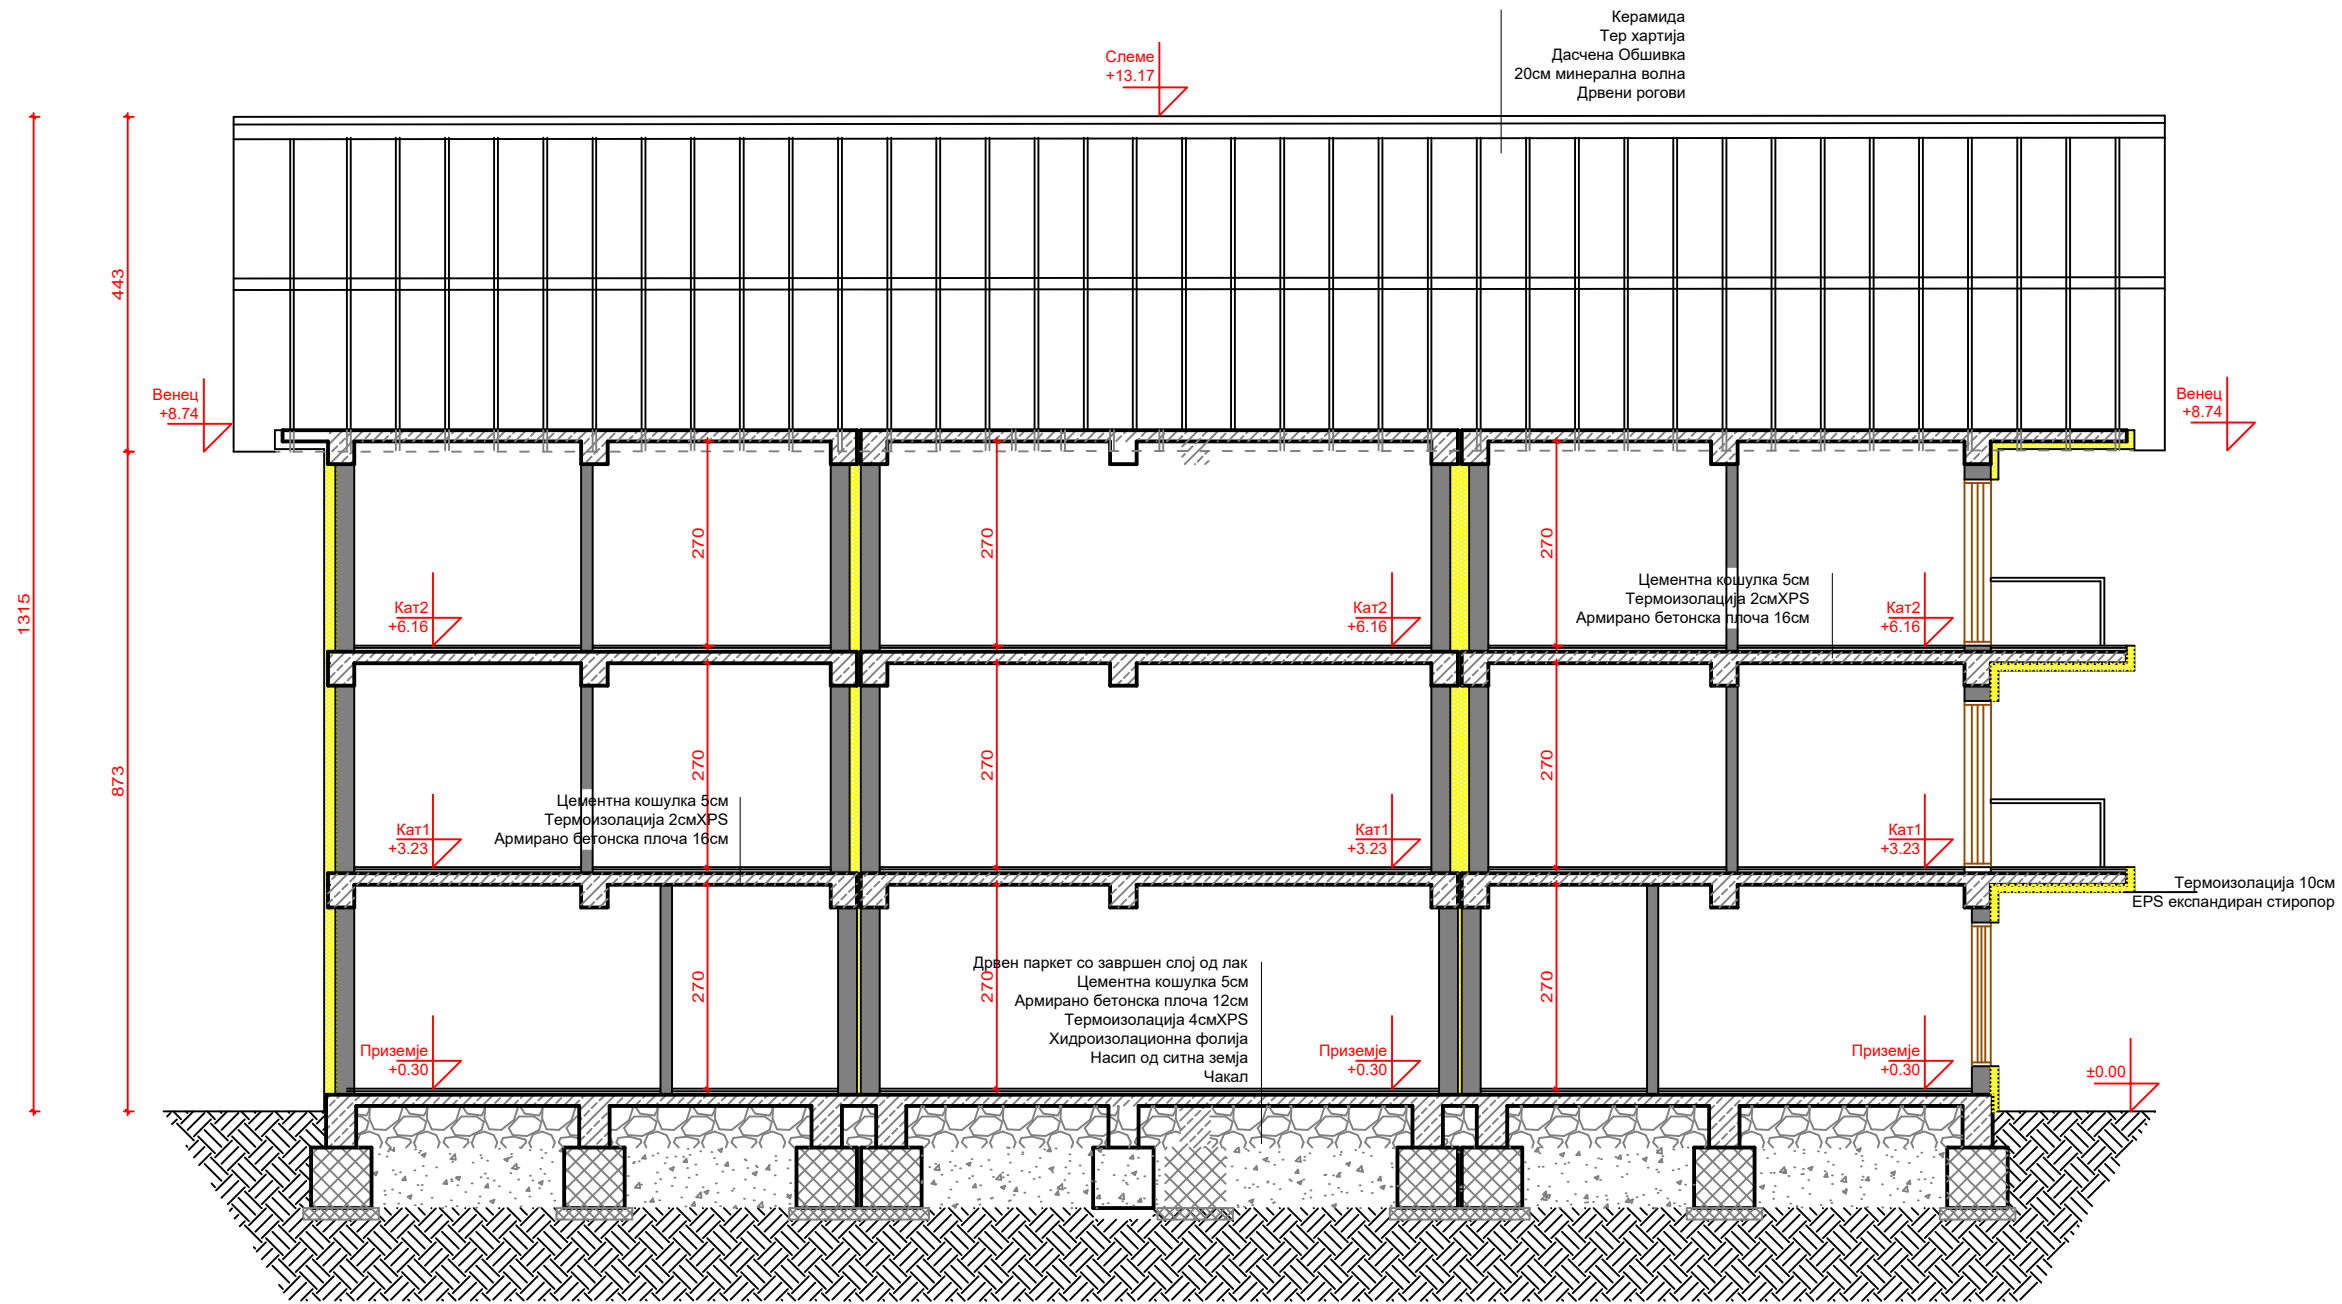 Керамида
Тер хартија
Дасчена Обшивка
20см минерална волна
Дрвени рогови
Слеме
+13.17
443
1315
873
Венец
+8.74
Венец
+8.74
270
270
270
Кат2
+6.16
Кат2
+6.16
Цементна кошулка 5см
Термоизолација 2смXPS
Армирано бетонска плоча 16см
Кат2
+6.16
270
270
270
Цементна кошулка 5см
Термоизолација 2смXPS
Армирано бетонска плоча 16см
Кат1
+3.23
Кат1
+3.23
Кат1
+3.23
Термоизолација 10см
EPS експандиран стиропор
270
270
270
Дрвен паркет со завршен слој од лак
Цементна кошулка 5см
Армирано бетонска плоча 12см
Термоизолација 4смXPS
Хидроизолационна фолија
Насип од ситна земја
Чакал
Приземје
+0.30
Приземје
+0.30
Приземје
+0.30
±0.00